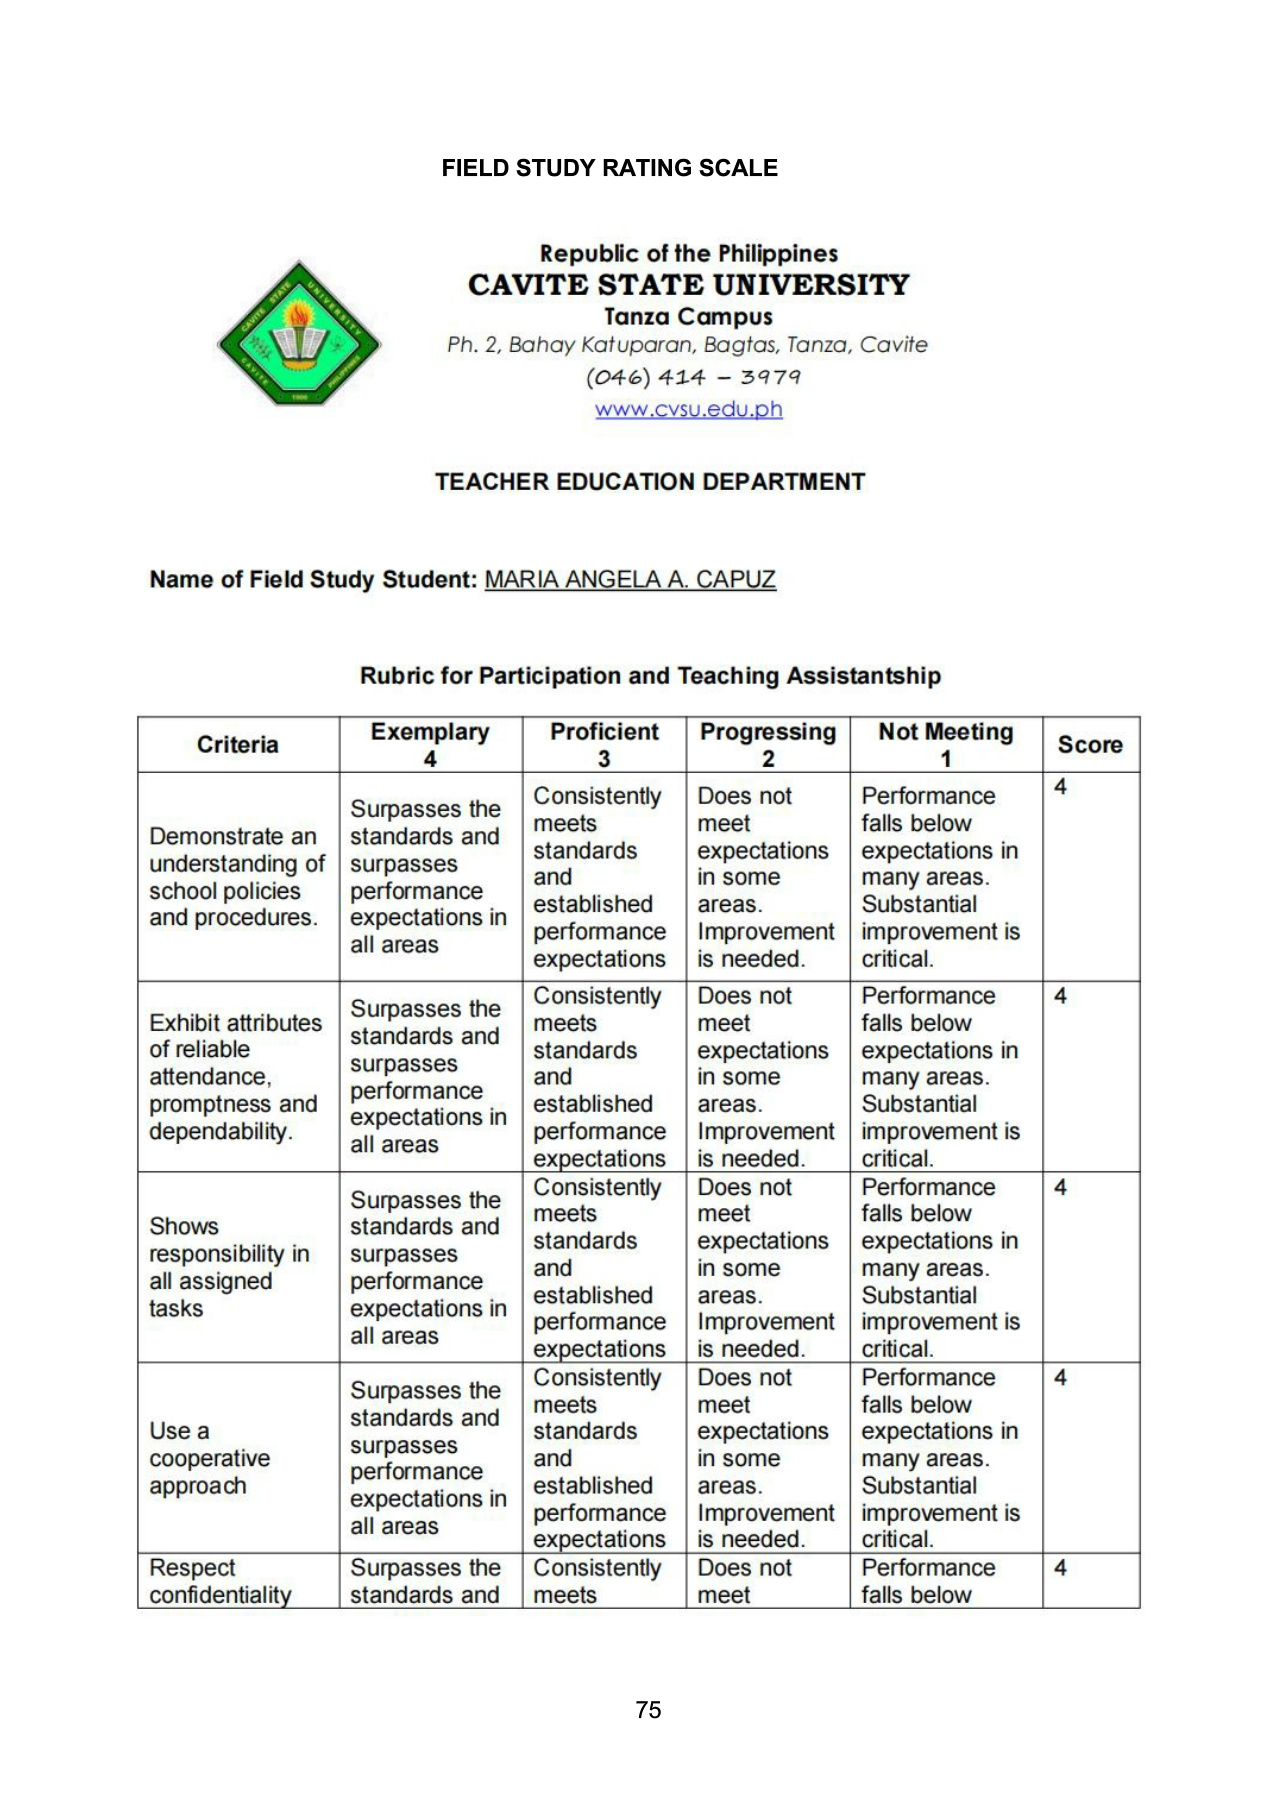 FIELD STUDY RATING SCALE
Republic of the Philippines
CAVITE STATE UNIVERSITY
Tanza Campus
Ph. 2, Bahay Katuparan, Bagtas, Tanza, Cavite
(046) 414 – 3979
www.cvsu.edu.ph
CAVITE STATE UNIVERSITY
CAVITE PHILIPPINES
1906
TEACHER EDUCATION DEPARTMENT
Name of Field Study Student: MARIA ANGELA A. CAPUZ
Rubric for Participation and Teaching Assistantship
Criteria
Exemplary
4
Proficient
3
Progressing
2
Not Meeting
1
Score
Demonstrate an
understanding of
school policies
and procedures.
Surpasses the
standards and
surpasses
performance
expectations in
all areas
Consistently
meets
standards
and
established
performance
expectations
Does not
meet
expectations
in some
areas.
Improvement
is needed.
Performance
falls below
expectations in
many areas.
Substantial
improvement is
critical.
4
Exhibit attributes
of reliable
attendance,
promptness and
dependability.
Surpasses the
standards and
surpasses
performance
expectations in
all areas
Consistently
meets
standards
and
established
performance
expectations
Does not
meet
expectations
in some
areas.
Improvement
is needed.
Performance
falls below
expectations in
many areas.
Substantial
improvement is
critical.
4
Shows
responsibility in
all assigned
tasks
Surpasses the
standards and
surpasses
performance
expectations in
all areas
Consistently
meets
standards
and
established
performance
expectations
Does not
meet
expectations
in some
areas.
Improvement
is needed.
Performance
falls below
expectations in
many areas.
Substantial
improvement is
critical.
4
Use a
cooperative
approach
Surpasses the
standards and
surpasses
performance
expectations in
all areas
Consistently
meets
standards
and
established
performance
expectations
Does not
meet
expectations
in some
areas.
Improvement
is needed.
Performance
falls below
expectations in
many areas.
Substantial
improvement is
critical.
4
Respect
confidentiality
Surpasses the
standards and
Consistently
meets
Does not
meet
Performance
falls below
4
75